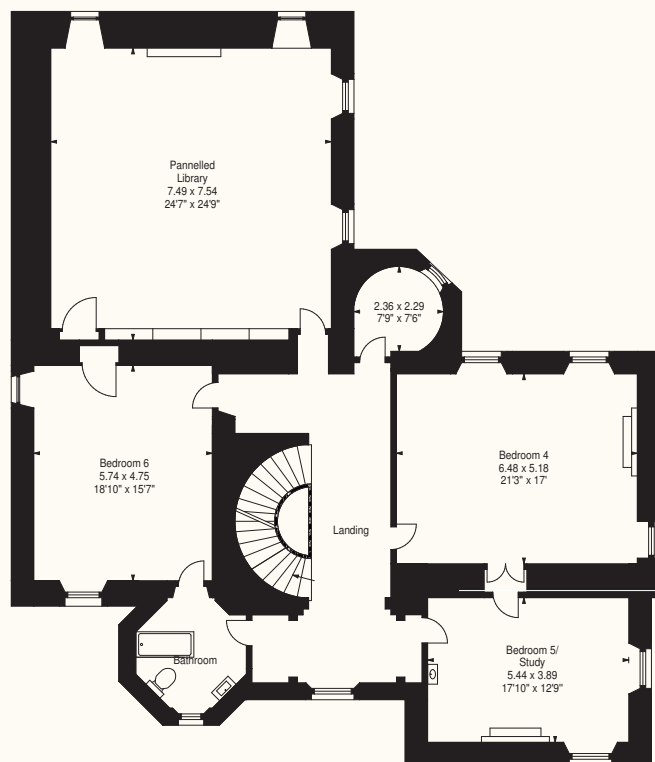 Pannelled
Library
7.49 x 7.54
24'7" x 24'9"
2.36 x 2.29
7'9" x 7'6"
Bedroom 6
5.74 x 4.75
18'10" x 15'7"
Bedroom 4
6.48 x 5.18
21'3" x 17'
Landing
Bathroom
Bedroom 5/
Study
5.44 x 3.89
17'10" x 12'9"